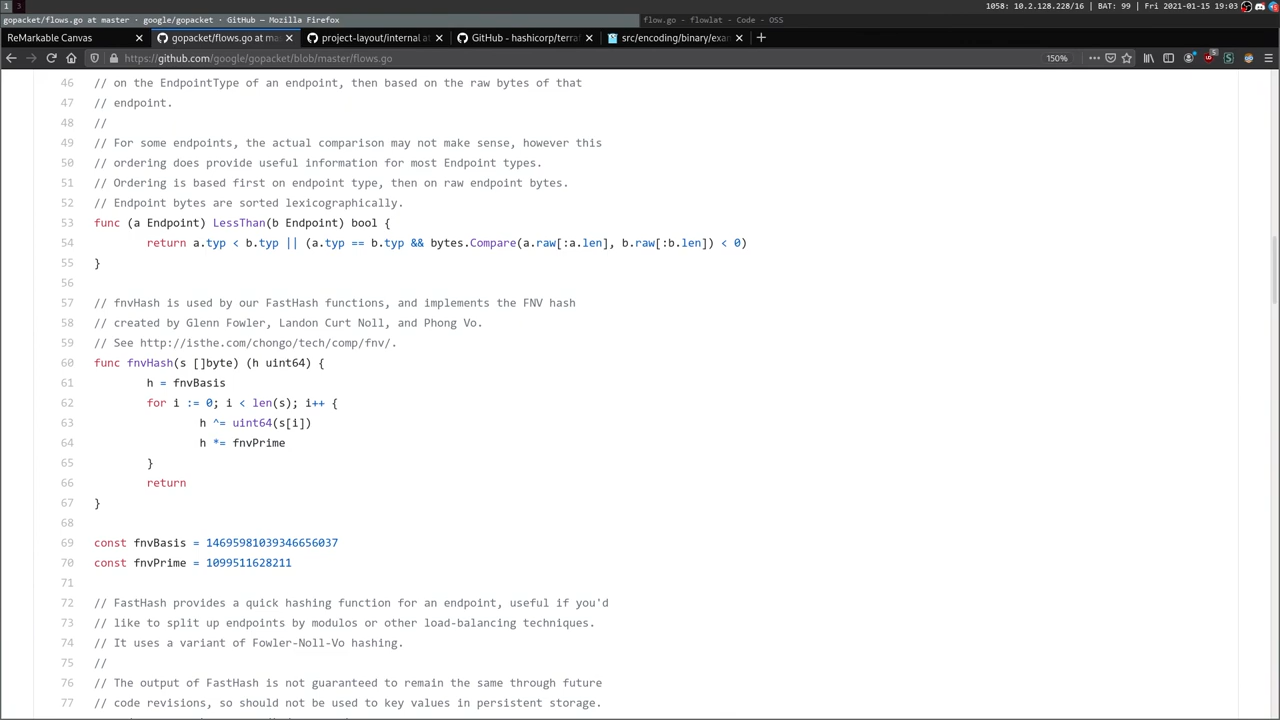 1 3
1058: 10.2.128.228/16 | BAT: 99 | Fri 2021-01-15 19:03
gopacket/flows.go at master · google/gopacket · GitHub - Mozilla Firefox
flow.go - flowlat - Code - OSS
ReMarkable Canvas
gopacket/flows.go at mas
project-layout/internal at
GitHub - hashicorp/terra
src/encoding/binary/exam
https://github.com/google/gopacket/blob/master/flows.go
150%
5
46 // on the EndpointType of an endpoint, then based on the raw bytes of that
47 // endpoint.
48 //
49 // For some endpoints, the actual comparison may not make sense, however this
50 // ordering does provide useful information for most Endpoint types.
51 // Ordering is based first on endpoint type, then on raw endpoint bytes.
52 // Endpoint bytes are sorted lexicographically.
53 func (a Endpoint) LessThan(b Endpoint) bool {
54 return a.typ < b.typ || (a.typ == b.typ && bytes.Compare(a.raw[:a.len], b.raw[:b.len]) < 0)
55 }
56
57 // fnvHash is used by our FastHash functions, and implements the FNV hash
58 // created by Glenn Fowler, Landon Curt Noll, and Phong Vo.
59 // See http://isthe.com/chongo/tech/comp/fnv/.
60 func fnvHash(s []byte) (h uint64) {
61 h = fnvBasis
62 for i := 0; i < len(s); i++ {
63 h ^= uint64(s[i])
64 h *= fnvPrime
65 }
66 return
67 }
68
69 const fnvBasis = 14695981039346656037
70 const fnvPrime = 1099511628211
71
72 // FastHash provides a quick hashing function for an endpoint, useful if you'd
73 // like to split up endpoints by modulos or other load-balancing techniques.
74 // It uses a variant of Fowler-Noll-Vo hashing.
75 //
76 // The output of FastHash is not guaranteed to remain the same through future
77 // code revisions, so should not be used to key values in persistent storage.